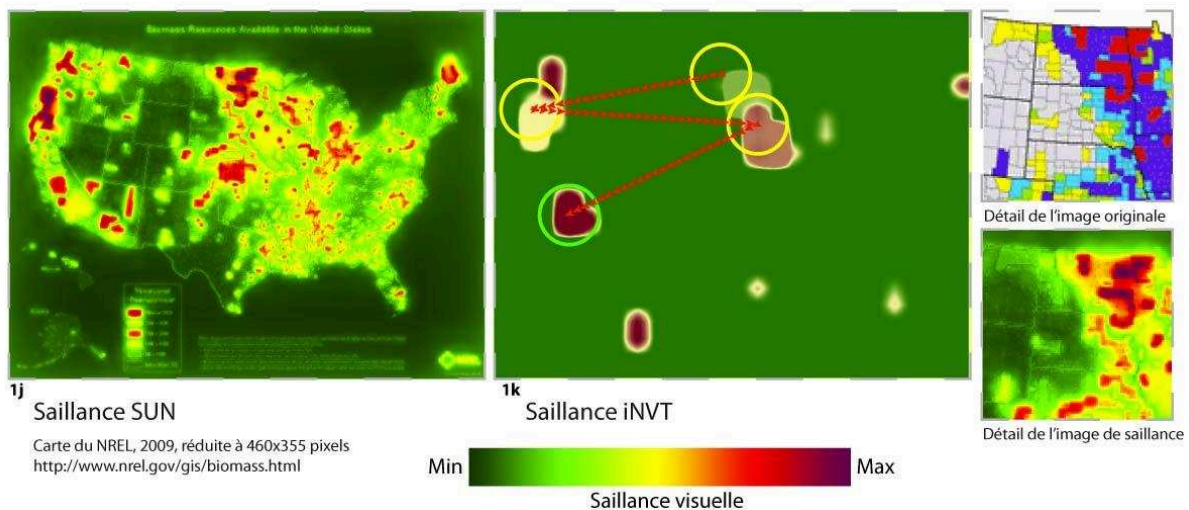 Biomass Resources Available in the United States
1j
Saillance SUN
Carte du NREL, 2009, réduite à 460x355 pixels
http://www.nrel.gov/gis/biomass.html
1k
Saillance iNVT
Min
Max
Saillance visuelle
Détail de l'image originale
Détail de l'image de saillance